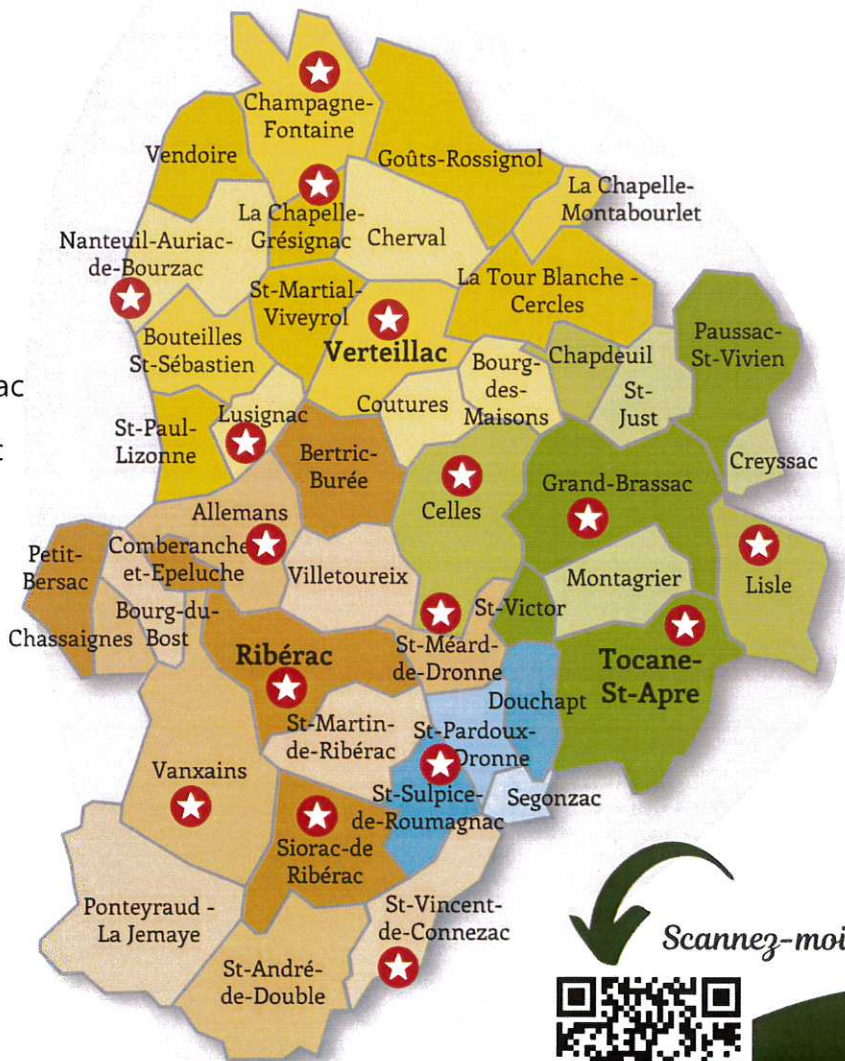 Champagne-
Fontaine
Vendoire
Goûts-Rossignol
La Chapelle-
Montabourlet
La Chapelle-
Grésignac
Cherval
Nanteuil-Auriac-
de-Bourzac
La Tour Blanche -
Cercles
St-Martial-
Viveyrol
Verteillac
Bouteilles
St-Sébastien
Paussac-
St-Vivien
Chapdeuil
Bourg-
des-
Maisons
St-
Just
ac
Lusignac
Coutures
St-Paul-
Lizonne
c
Bertric-
Burée
Creyssac
Grand-Brassac
Celles
Allemans
Petit-
Bersac
Comberanche
et-Epeluche
Villetoureix
Montagrier
Lisle
Bourg-du-
Bost
Chassaignes
St-Victor
Ribérac
St-Méard-
de-Dronne
Tocane-
St-Apre
Douchapt
St-Martin-
de-Ribérac
St-Pardoux-
Dronne
Vanxains
St-Sulpice-
de-Roumagnac
Segonzac
Siorac-de
Ribérac
Ponteyraud -
La Jemaye
St-Vincent-
de-Connezac
St-André-
de-Double
Scannez-moi